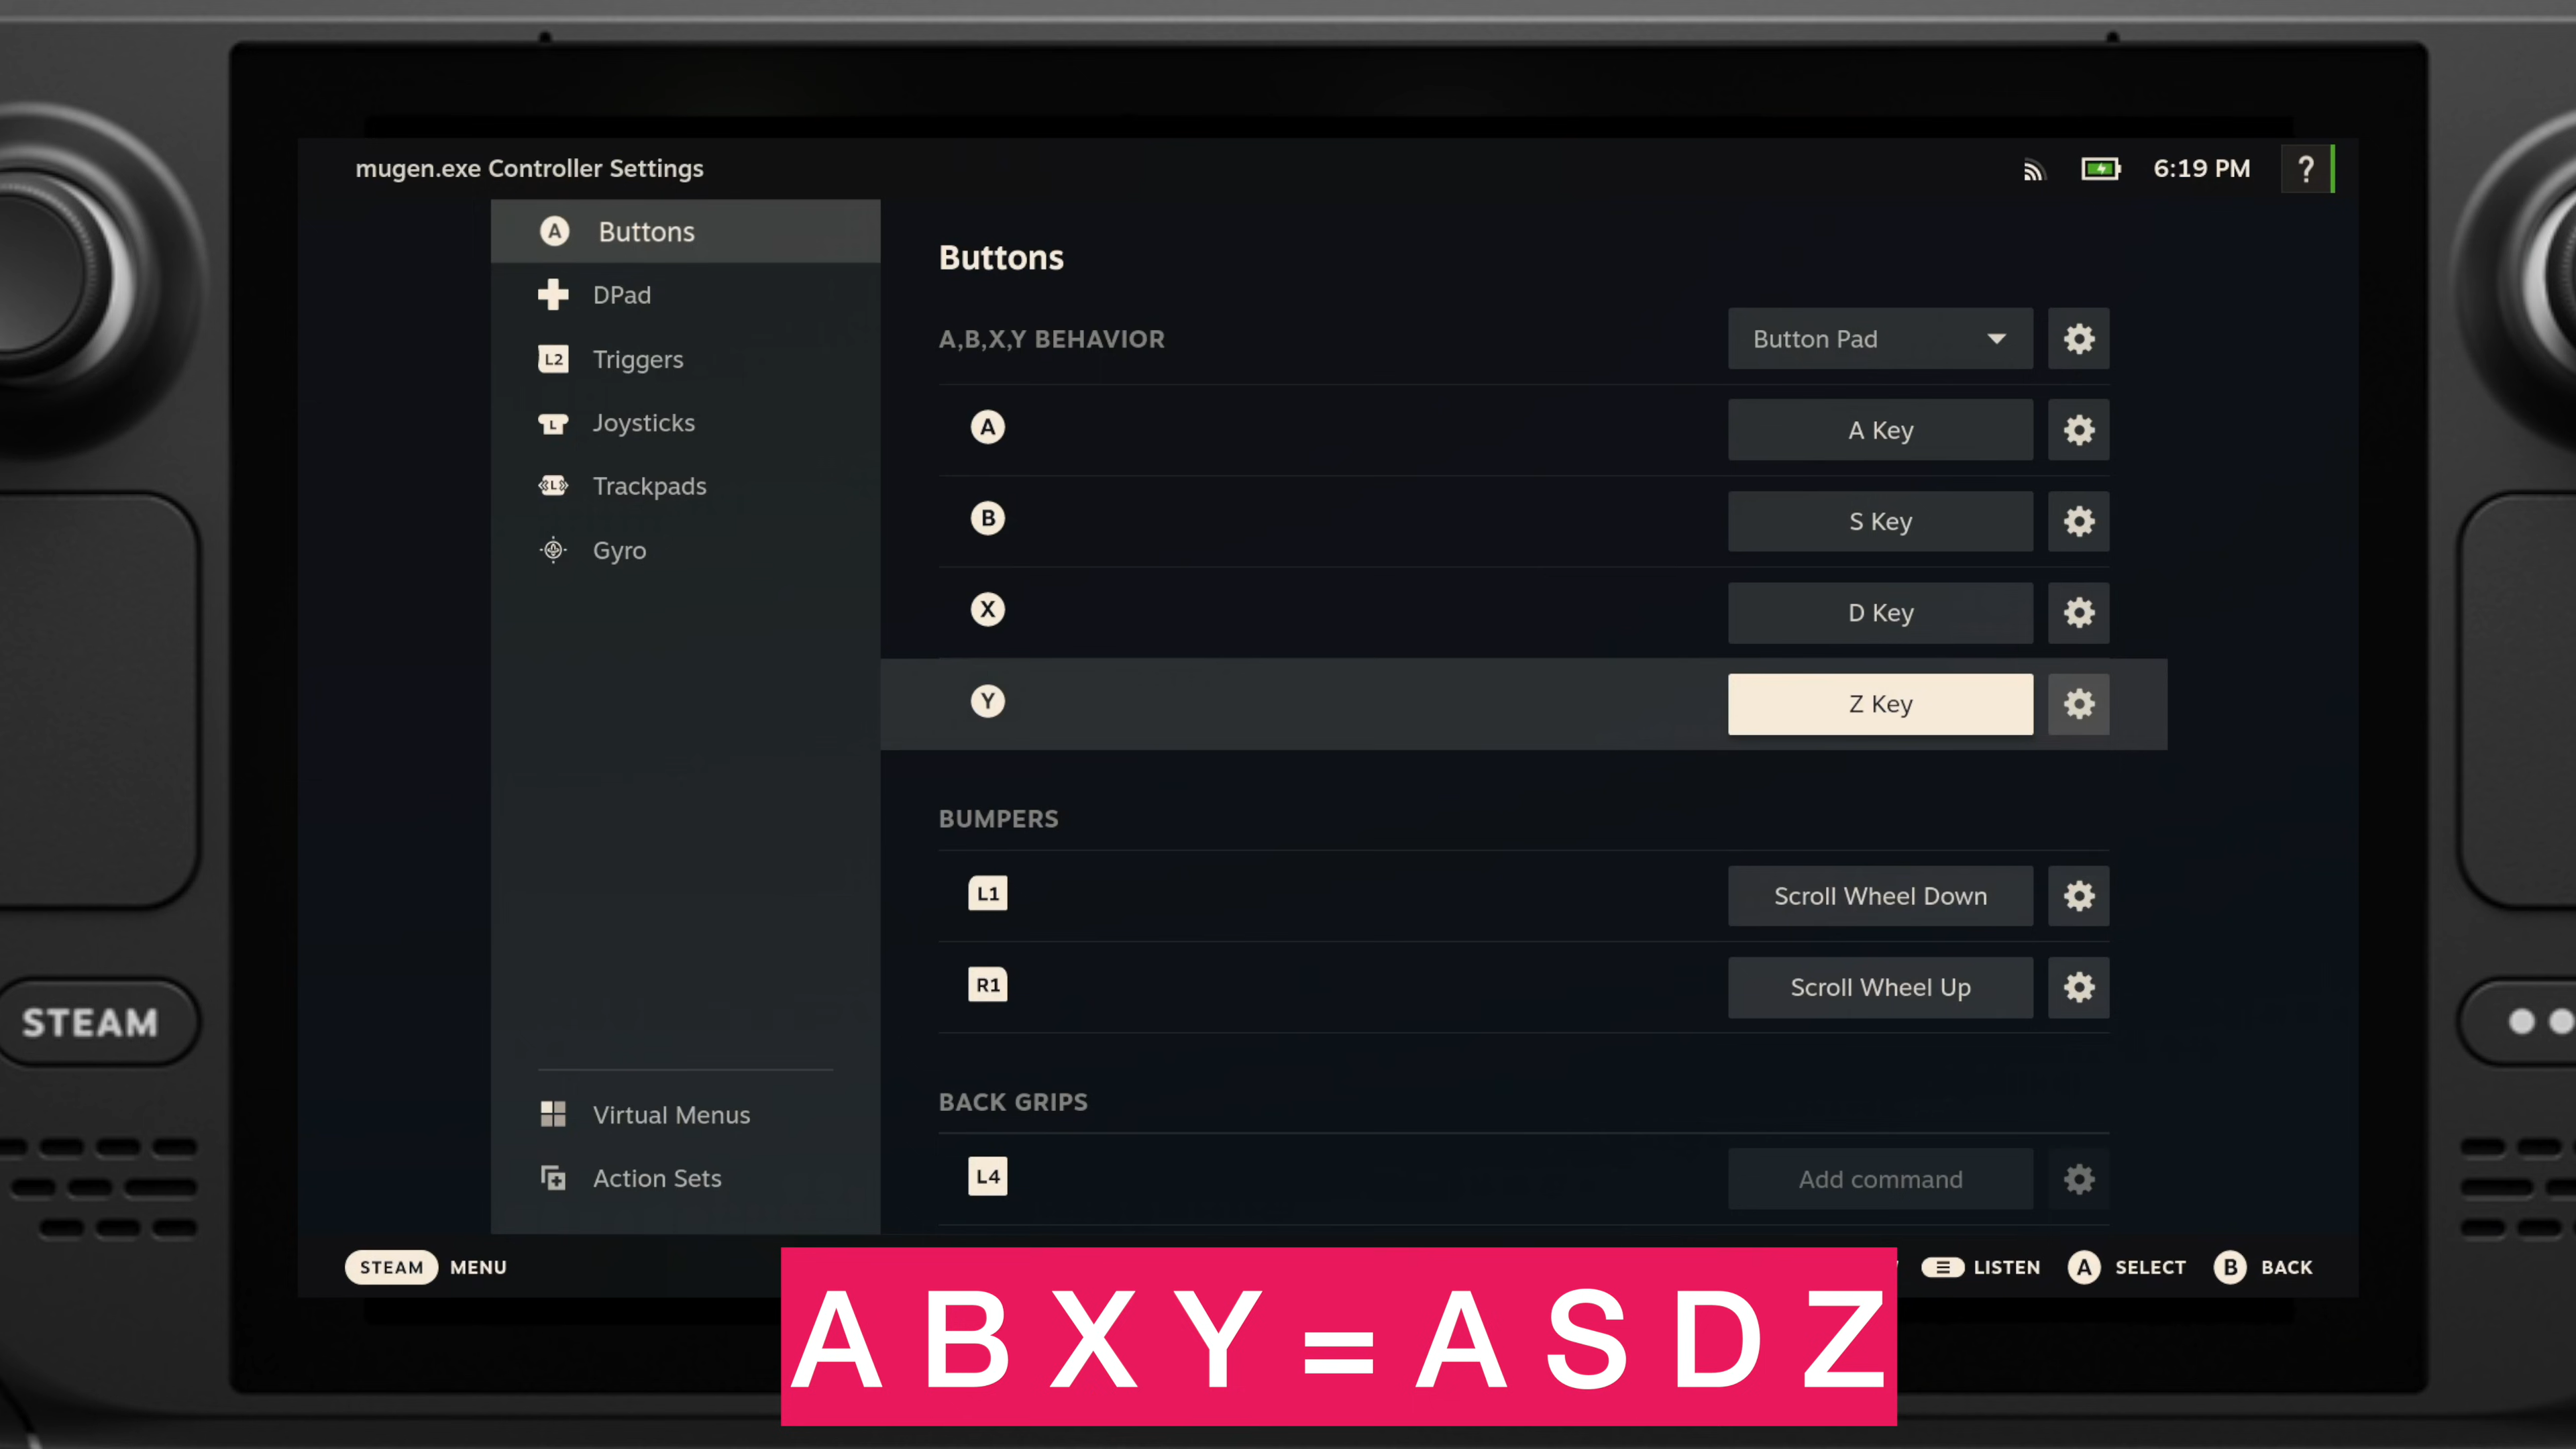 mugen.exe Controller Settings
6:19 PM
?
A Buttons
DPad
L2 Triggers
L Joysticks
L Trackpads
Gyro
Virtual Menus
Action Sets
Buttons
A,B,X,Y BEHAVIOR
Button Pad
A A Key
B S Key
X D Key
Y Z Key
BUMPERS
L1 Scroll Wheel Down
R1 Scroll Wheel Up
BACK GRIPS
L4 Add command
STEAM
STEAM MENU
LISTEN A SELECT B BACK
A B X Y = A S D Z